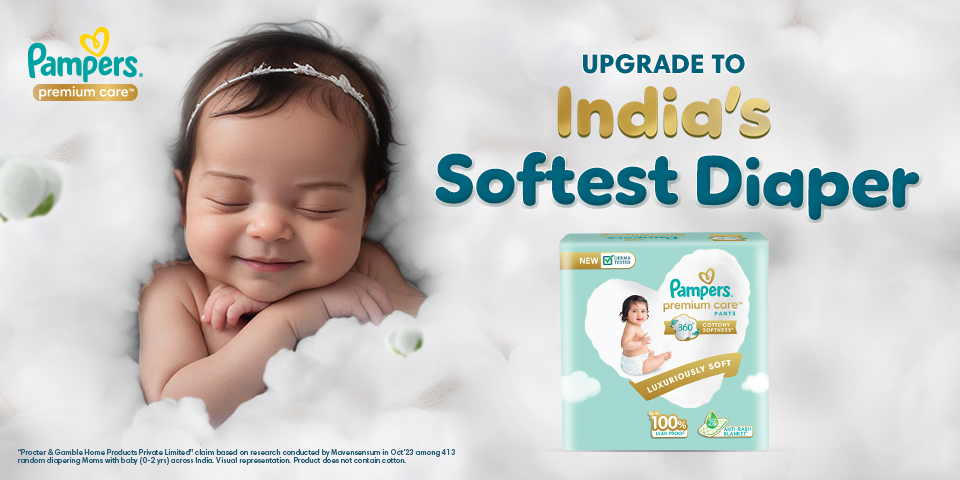 Pampers.
premium care™
UPGRADE TO
India's
Softest Diaper
NEW
DERMA
TESTED
Pampers.
premium care™
PANTS
360°
COTTONY
SOFTNESS*
LUXURIOUSLY SOFT
100%
LEAK PROOF
ANTI RASH
BLANKET
"Procter & Gamble Home Products Private Limited" claim based on research conducted by Mavensensum in Oct'23 among 413
random diapering Moms with baby (0-2 yrs) across India. Visual representation. Product does not contain cotton.